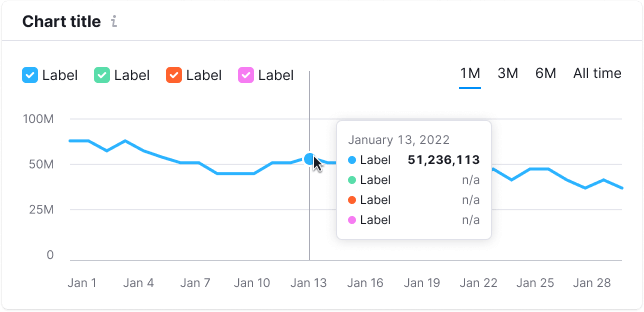 Chart title i
Label Label Label Label 1M 3M 6M All time
100M
50M
25M
0
January 13, 2022
Label 51,236,113
Label n/a
Label n/a
Label n/a
Jan 1 Jan 4 Jan 7 Jan 10 Jan 13 Jan 16 Jan 19 Jan 22 Jan 25 Jan 28